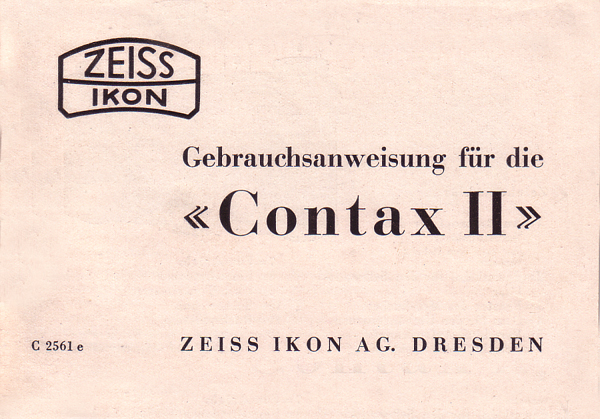 ZEISS
IKON
Gebrauchsanweisung für die
«Contax II»
C 2561 e
ZEISS IKON AG. DRESDEN